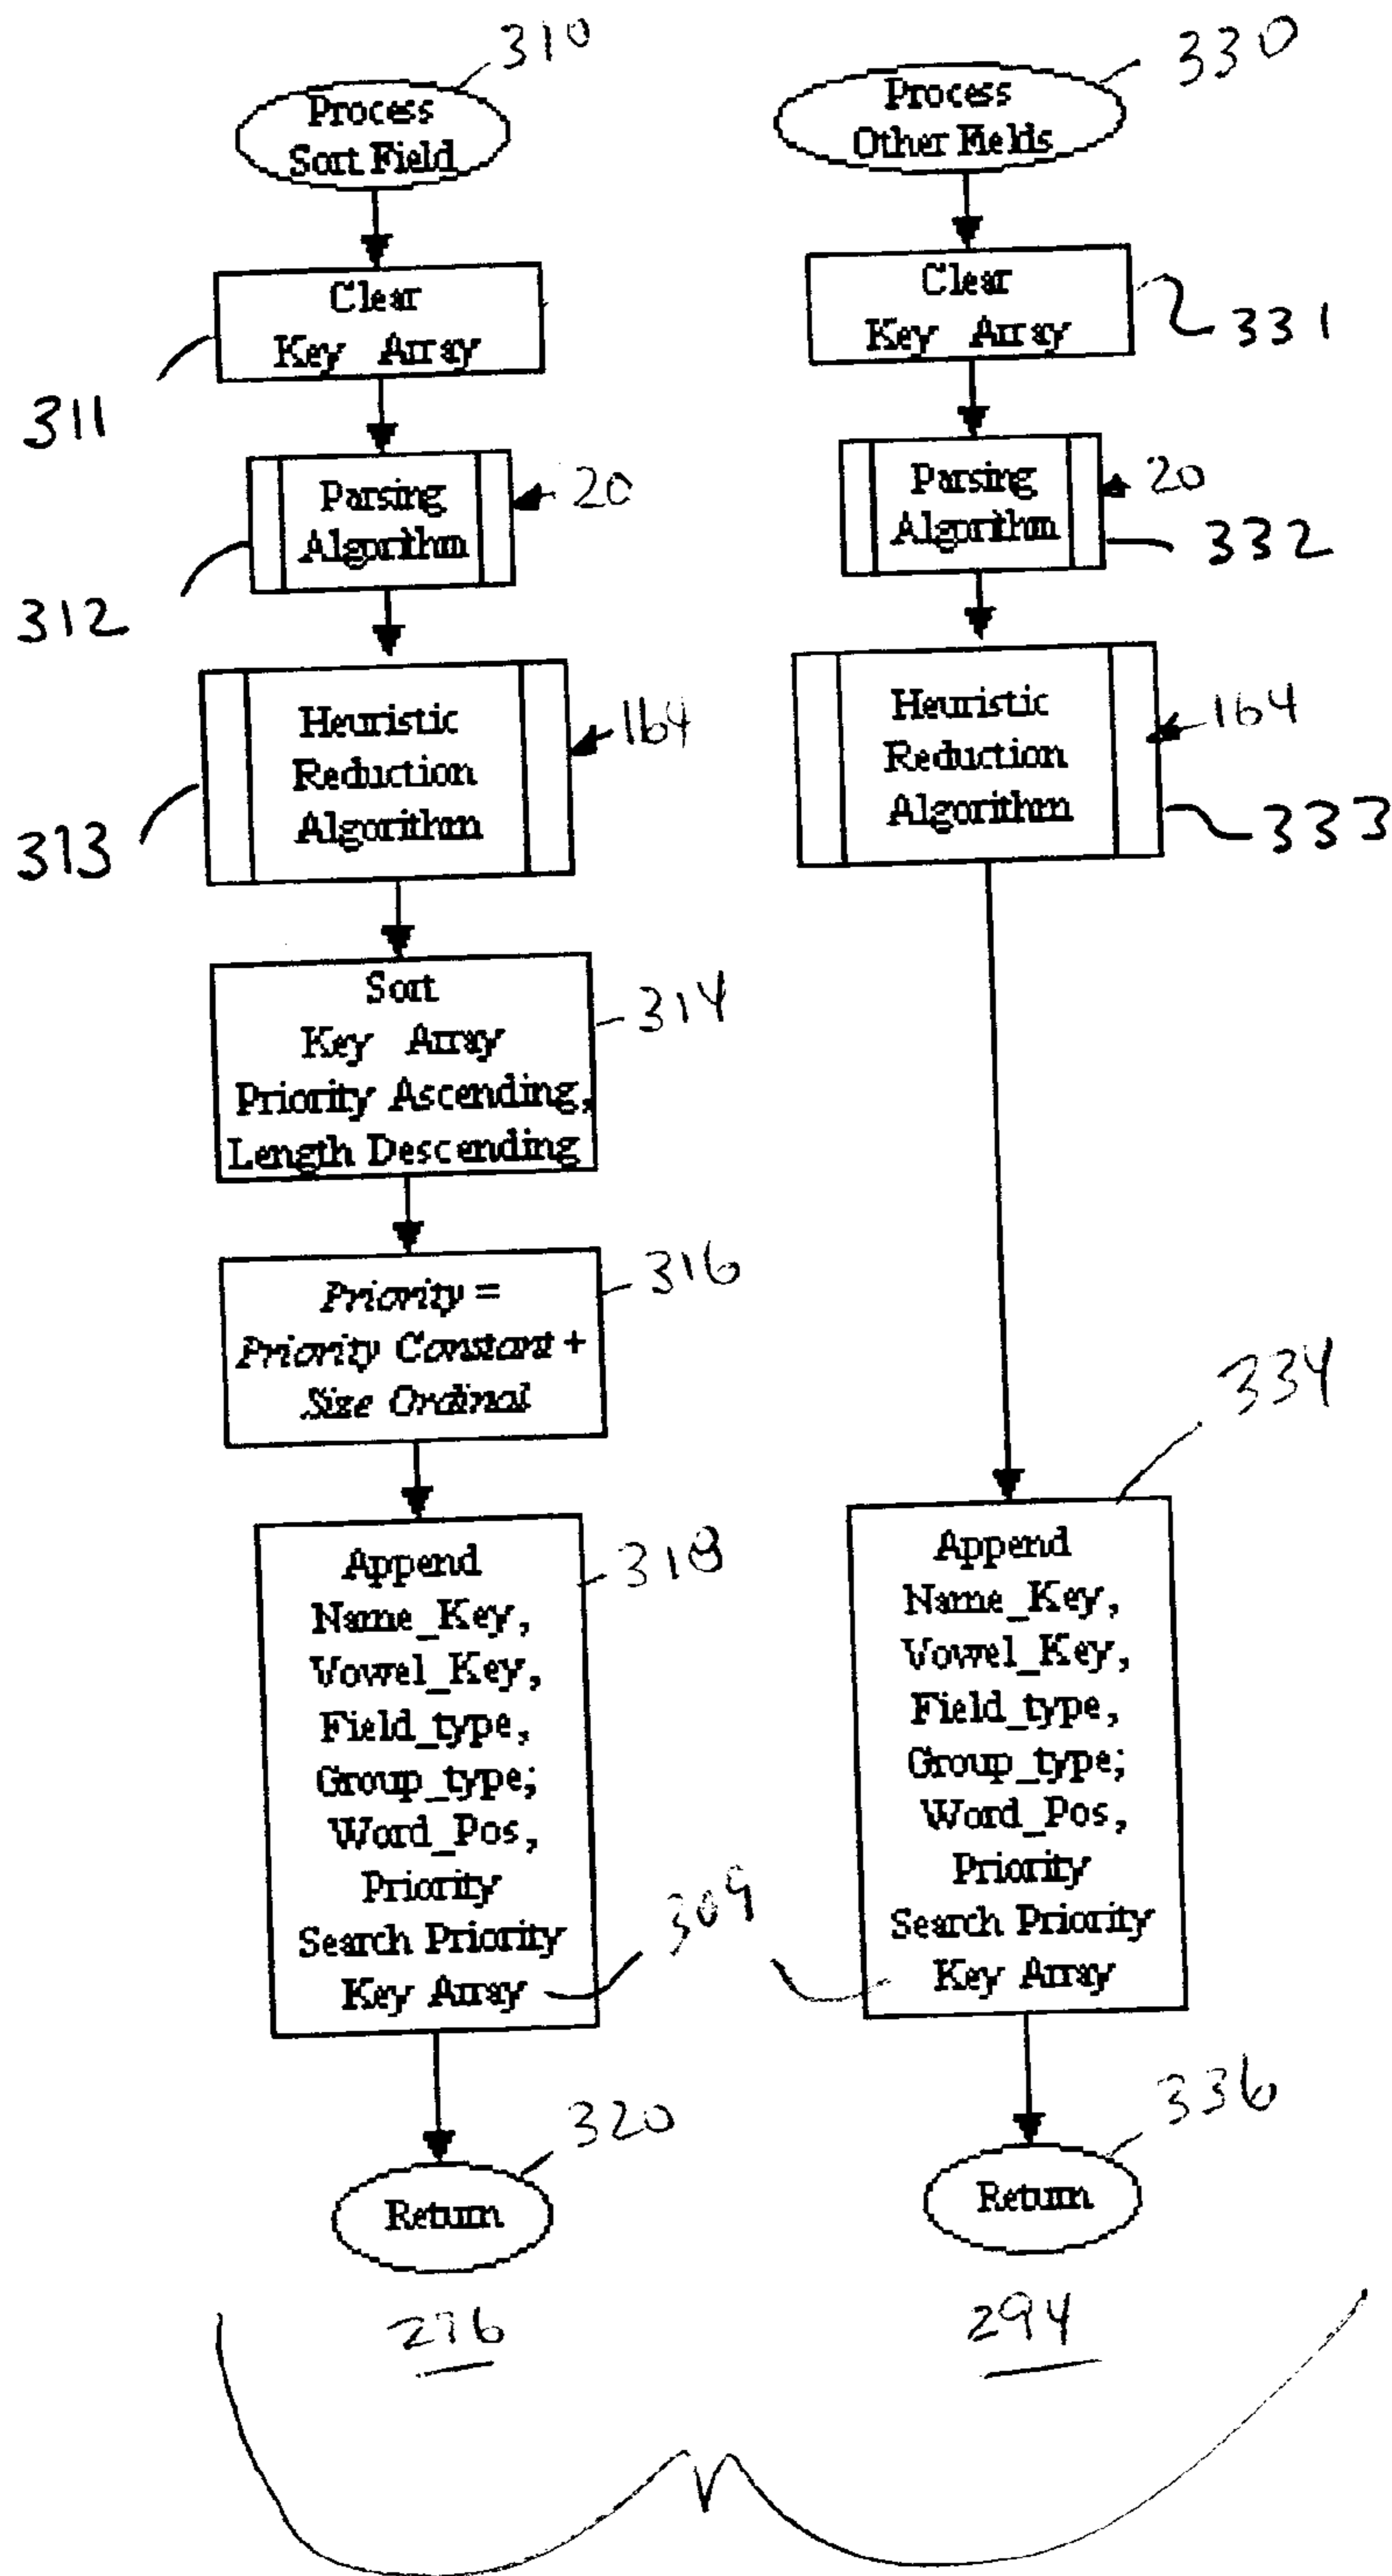 310
Process
Sort Field
Clear
Key Array
311
Parsing
Algorithm
20
312
Heuristic
Reduction
Algorithm
164
313
Sort
Key Array
Priority Ascending,
Length Descending
314
Priority =
Priority Constant +
Size Ordinal
316
Append
Name_Key,
Vowel_Key,
Field_type,
Group_type;
Word_Pos,
Priority
Search Priority
Key Array
318
309
Return
320
276
330
Process
Other Fields
Clear
Key Array
331
Parsing
Algorithm
20
332
Heuristic
Reduction
Algorithm
164
333
334
Append
Name_Key,
Vowel_Key,
Field_type,
Group_type;
Word_Pos,
Priority
Search Priority
Key Array
336
Return
294